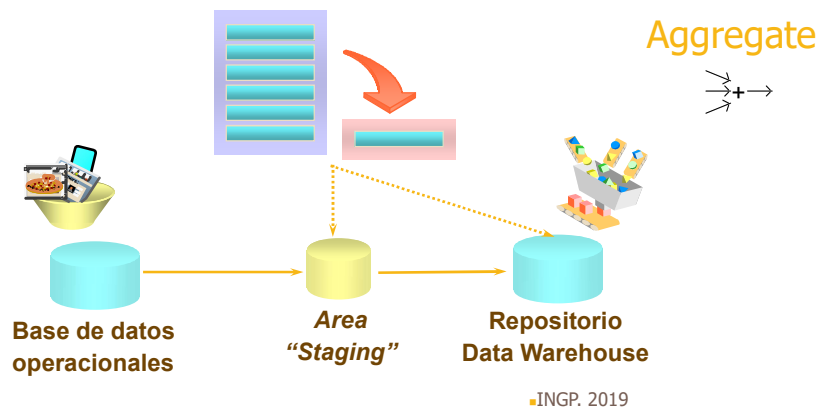 Aggregate
+
Base de datos
operacionales
Area
“Staging”
Repositorio
Data Warehouse
INGP. 2019